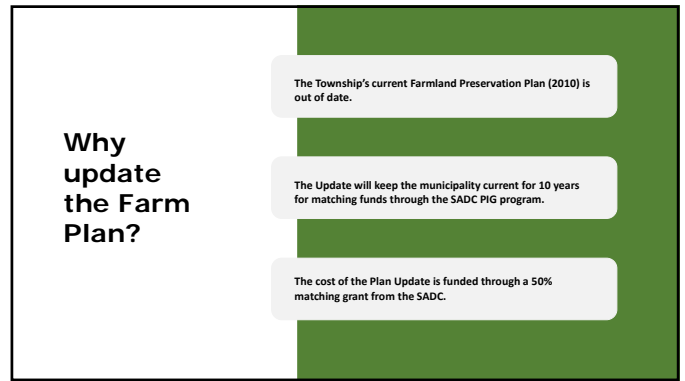 Why
update
the Farm
Plan?
The Township's current Farmland Preservation Plan (2010) is
out of date.
The Update will keep the municipality current for 10 years
for matching funds through the SADC PIG program.
The cost of the Plan Update is funded through a 50%
matching grant from the SADC.